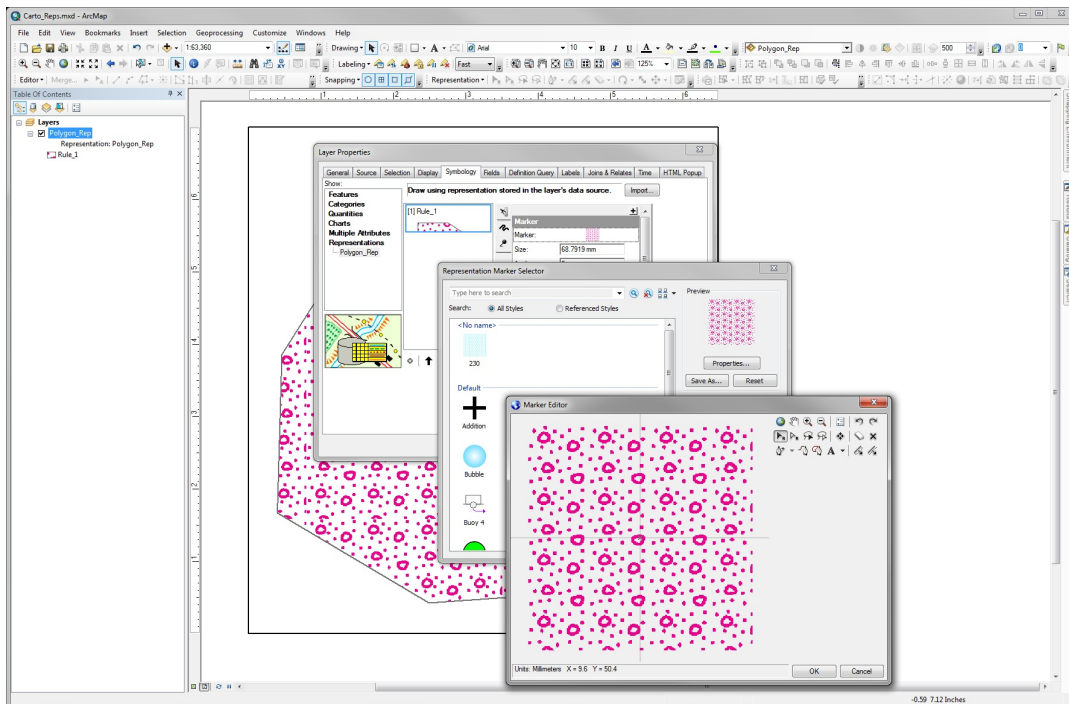 Carto_Reps.mxd - ArcMap
File Edit View Bookmarks Insert Selection Geoprocessing Customize Windows Help
1:63,360 Drawing Arial 10 B I U A Polygon_Rep 500
Labeling Fast 125%
Editor Merge... Snapping Representation
Table Of Contents
Layers
Polygon_Rep
Representation: Polygon_Rep
Rule_1
Layer Properties
General Source Selection Display Symbology Fields Definition Query Labels Joins & Relates Time HTML Popup
Show:
Features
Categories
Quantities
Charts
Multiple Attributes
Representations
Polygon_Rep
Draw using representation stored in the layer's data source. Import...
[1] Rule_1
Marker
Marker:
Size: 68.7919 mm
Representation Marker Selector
Type here to search
Search: All Styles Referenced Styles
Preview
<No name>
230
Default
Addition
Bubble
Buoy 4
Properties...
Save As... Reset
Marker Editor
Units: Millimeters X = 9.6 Y = 50.4
OK Cancel
-0.59 7.12 Inches